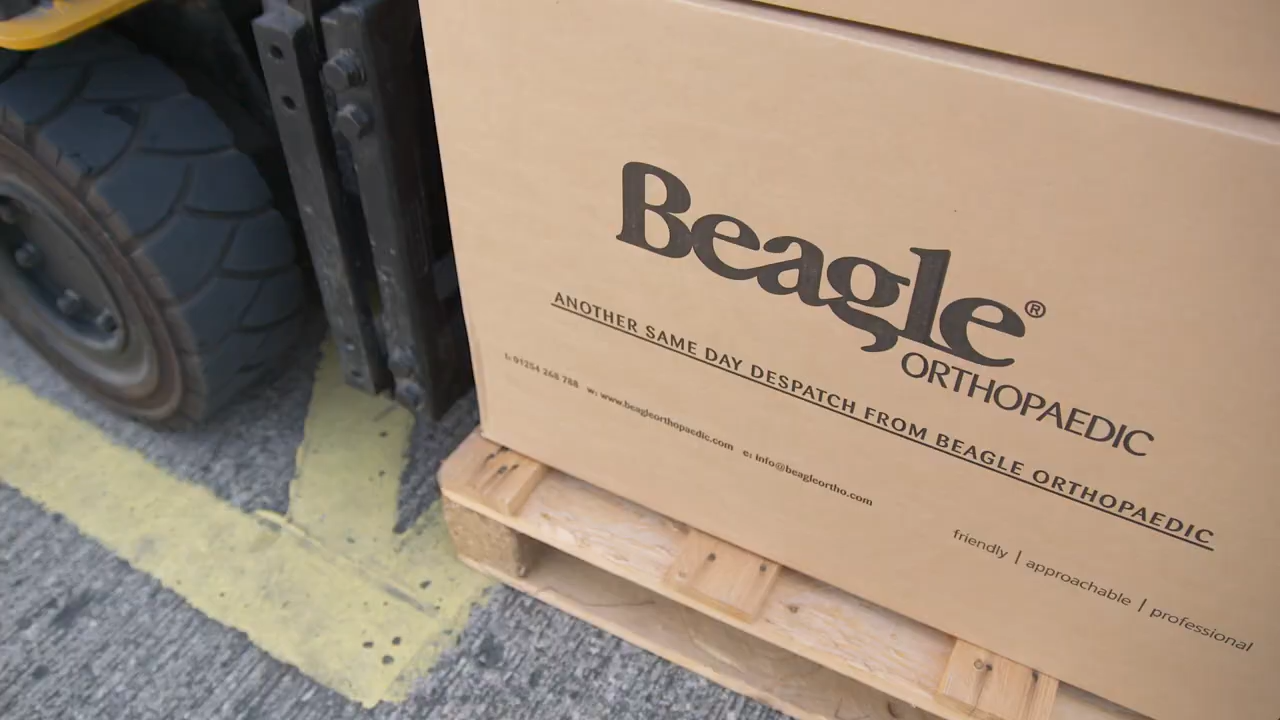 Beagle®
ORTHOPAEDIC
ANOTHER SAME DAY DESPATCH FROM BEAGLE ORTHOPAEDIC
t: 01254 268 788 w: www.beagleorthopaedic.com e: info@beagleortho.com
friendly | approachable | professional